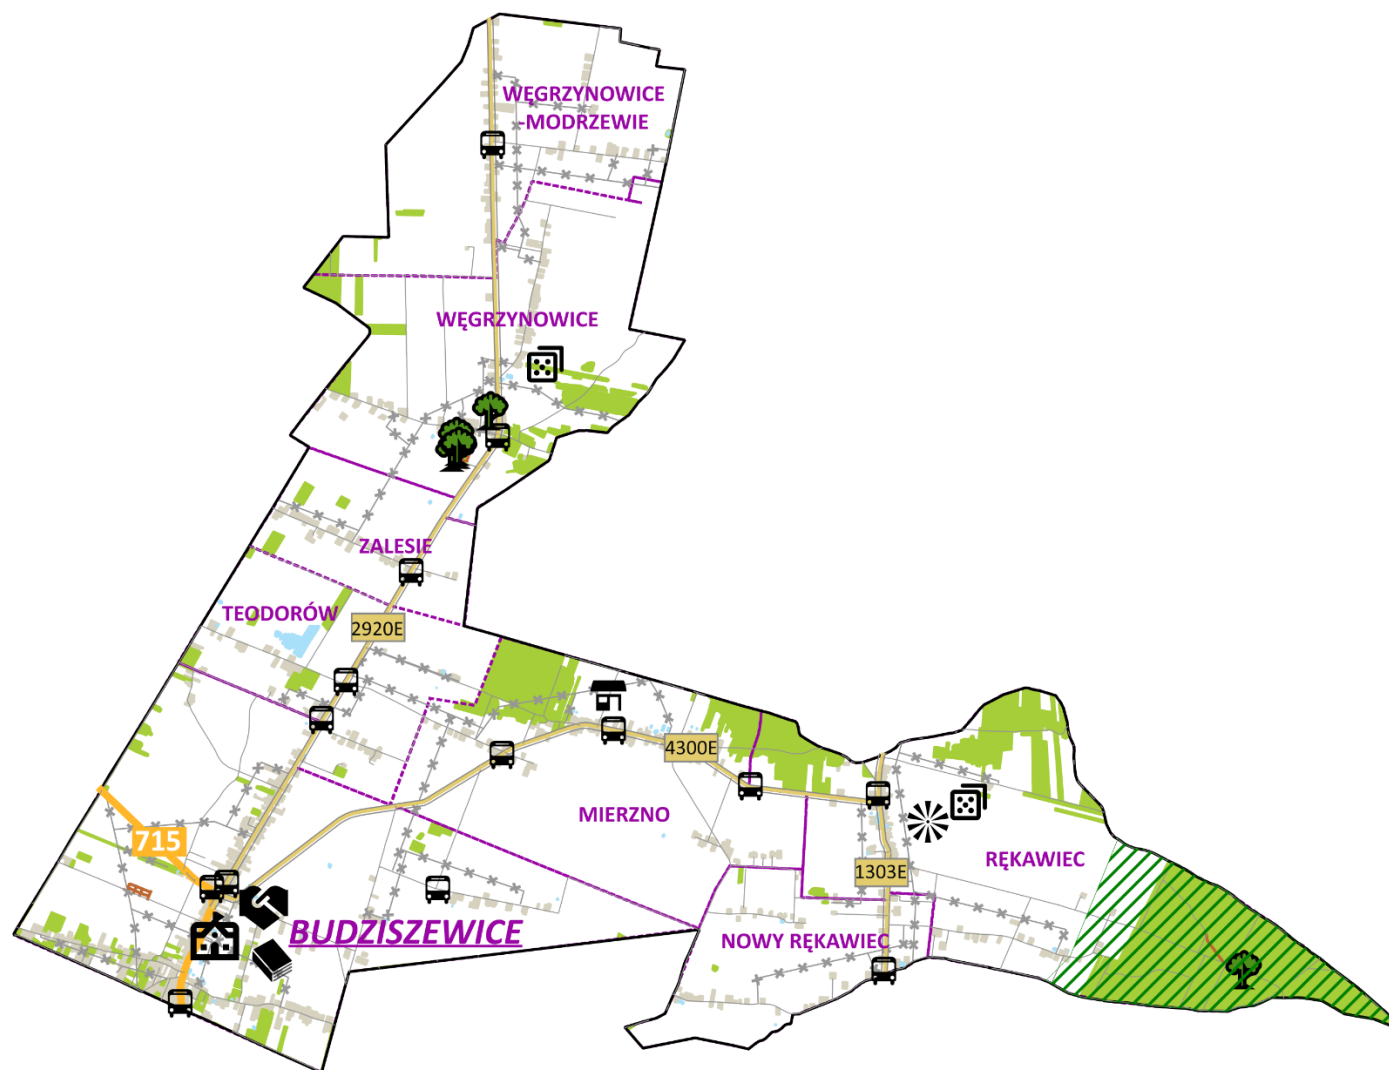 WĘGRZYNOWICE
-MODRZEWIE
WĘGRZYNOWICE
ZALESIE
TEODORÓW
2920E
4300E
MIERZNO
715
RĘKAWIEC
1303E
BUDZISZEWICE
NOWY RĘKAWIEC